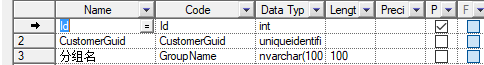 Name Code Data Typ Lengt Preci P F
Id = Id int
2 CustomerGuid CustomerGuid uniqueidentifi
3 分组名 GroupName nvarchar(100 100